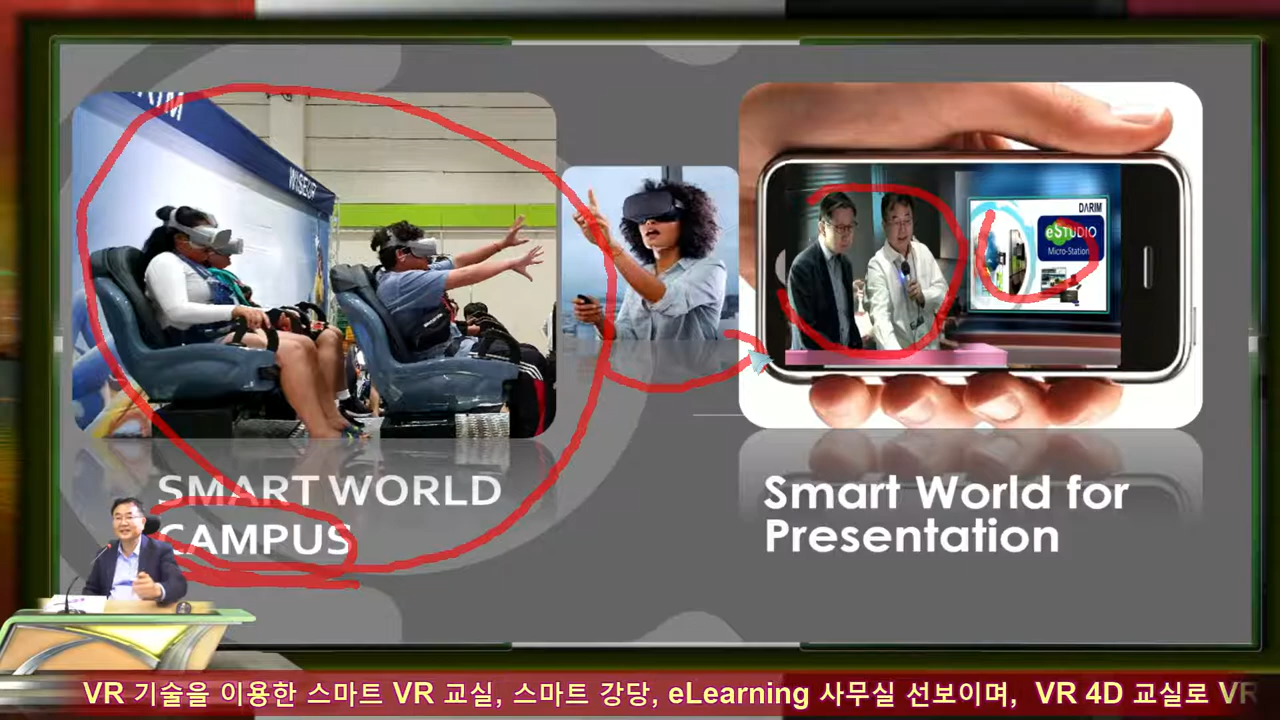 WISEUP
DARIM
eSTUDIO
Micro-Station
SMART WORLD
CAMPUS
Smart World for
Presentation
VR 기술을 이용한 스마트 VR 교실, 스마트 강당, eLearning 사무실 선보이며, VR 4D 교실로 VR